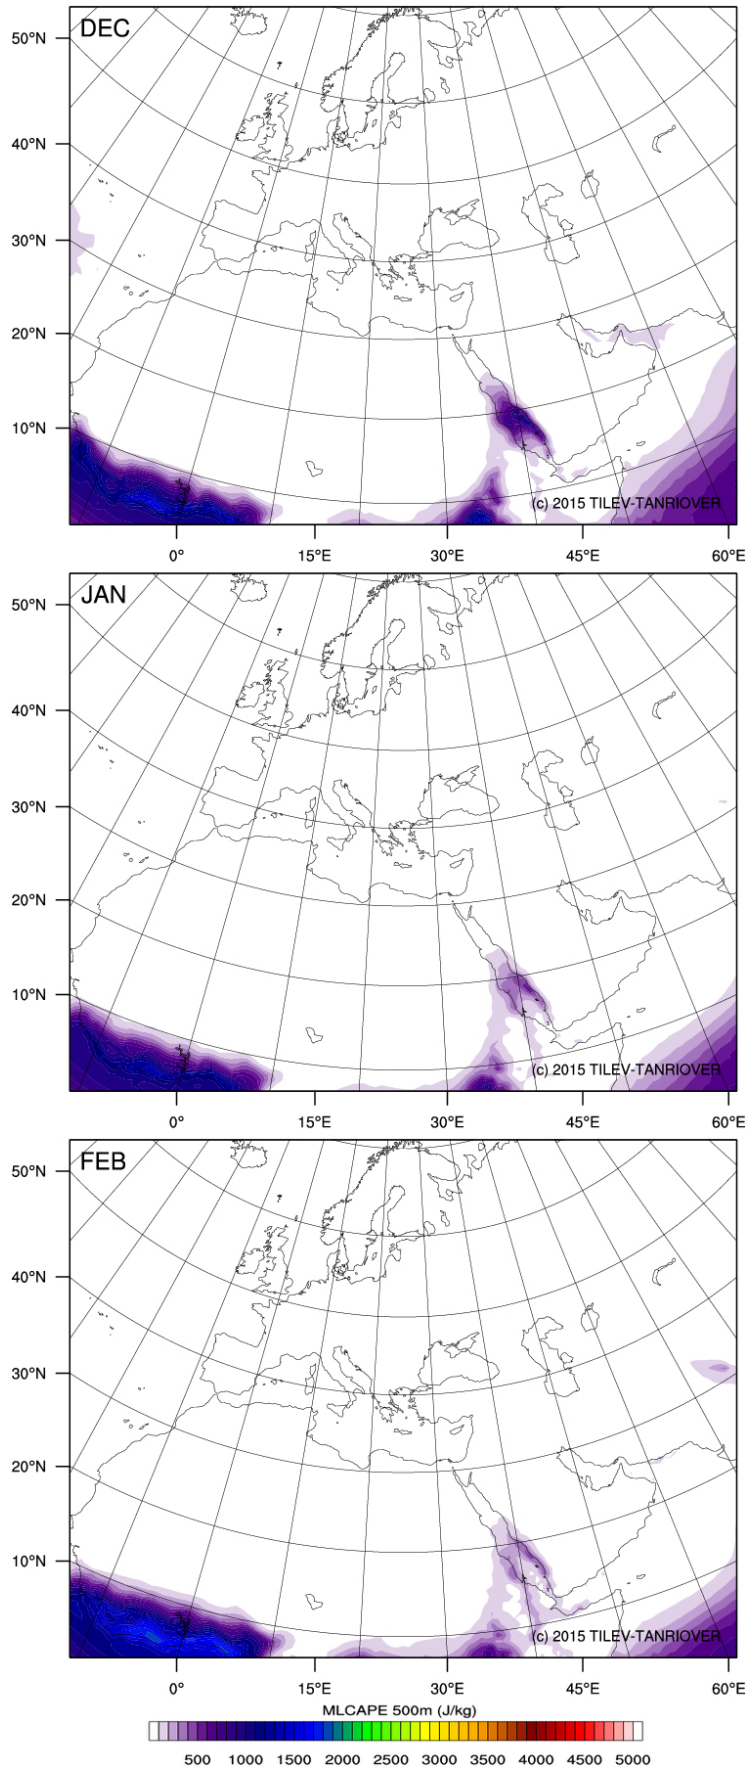 DEC
50°N
40°N
30°N
20°N
10°N
(c) 2015 TILEV-TANRIOVER
0° 15°E 30°E 45°E 60°E
JAN
50°N
40°N
30°N
20°N
10°N
(c) 2015 TILEV-TANRIOVER
0° 15°E 30°E 45°E 60°E
FEB
50°N
40°N
30°N
20°N
10°N
(c) 2015 TILEV-TANRIOVER
0° 15°E 30°E 45°E 60°E
MLCAPE 500m (J/kg)
500 1000 1500 2000 2500 3000 3500 4000 4500 5000